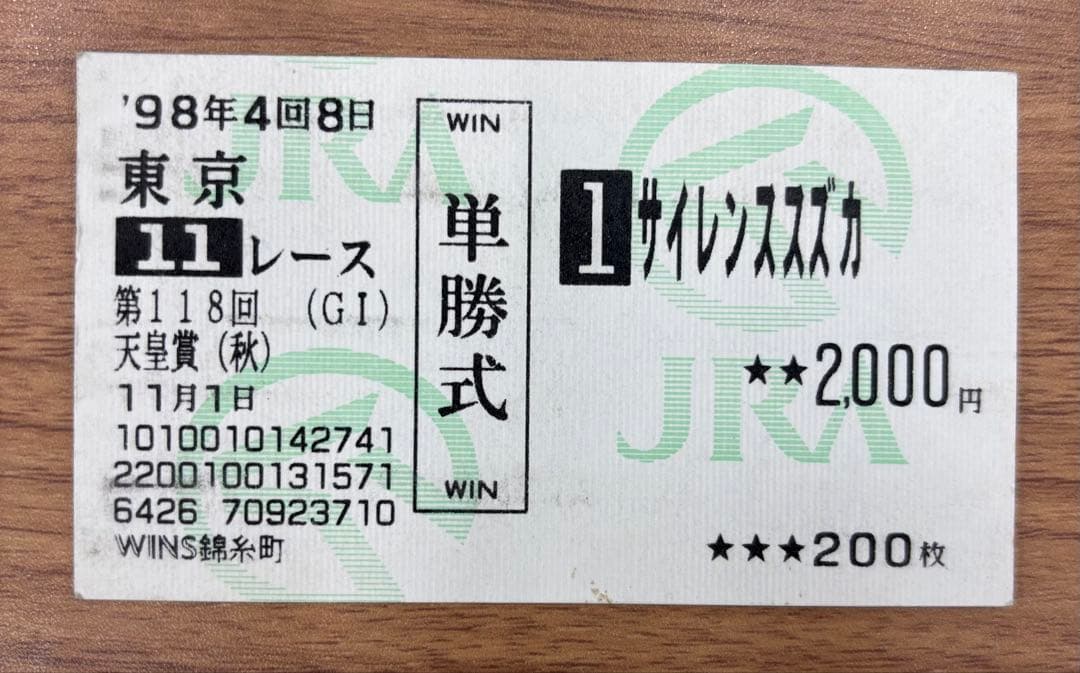 '98年4回8日
東京
11レース
第118回 (GI)
天皇賞(秋)
11月1日
1010010142741
2200100131571
6426 70923710
WINS錦糸町
WIN
単勝式
WIN
1 サイレンススズカ
★★2,000円
★★★200枚
JRA
JRA